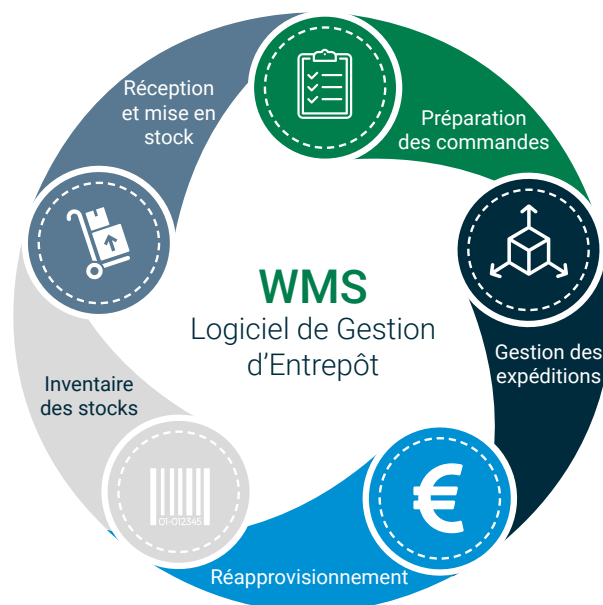 Réception
et mise en
stock
Préparation
des commandes
WMS
Logiciel de Gestion
d'Entrepôt
Gestion des
expéditions
Inventaire
des stocks
01-012345
€
Réapprovisionnement